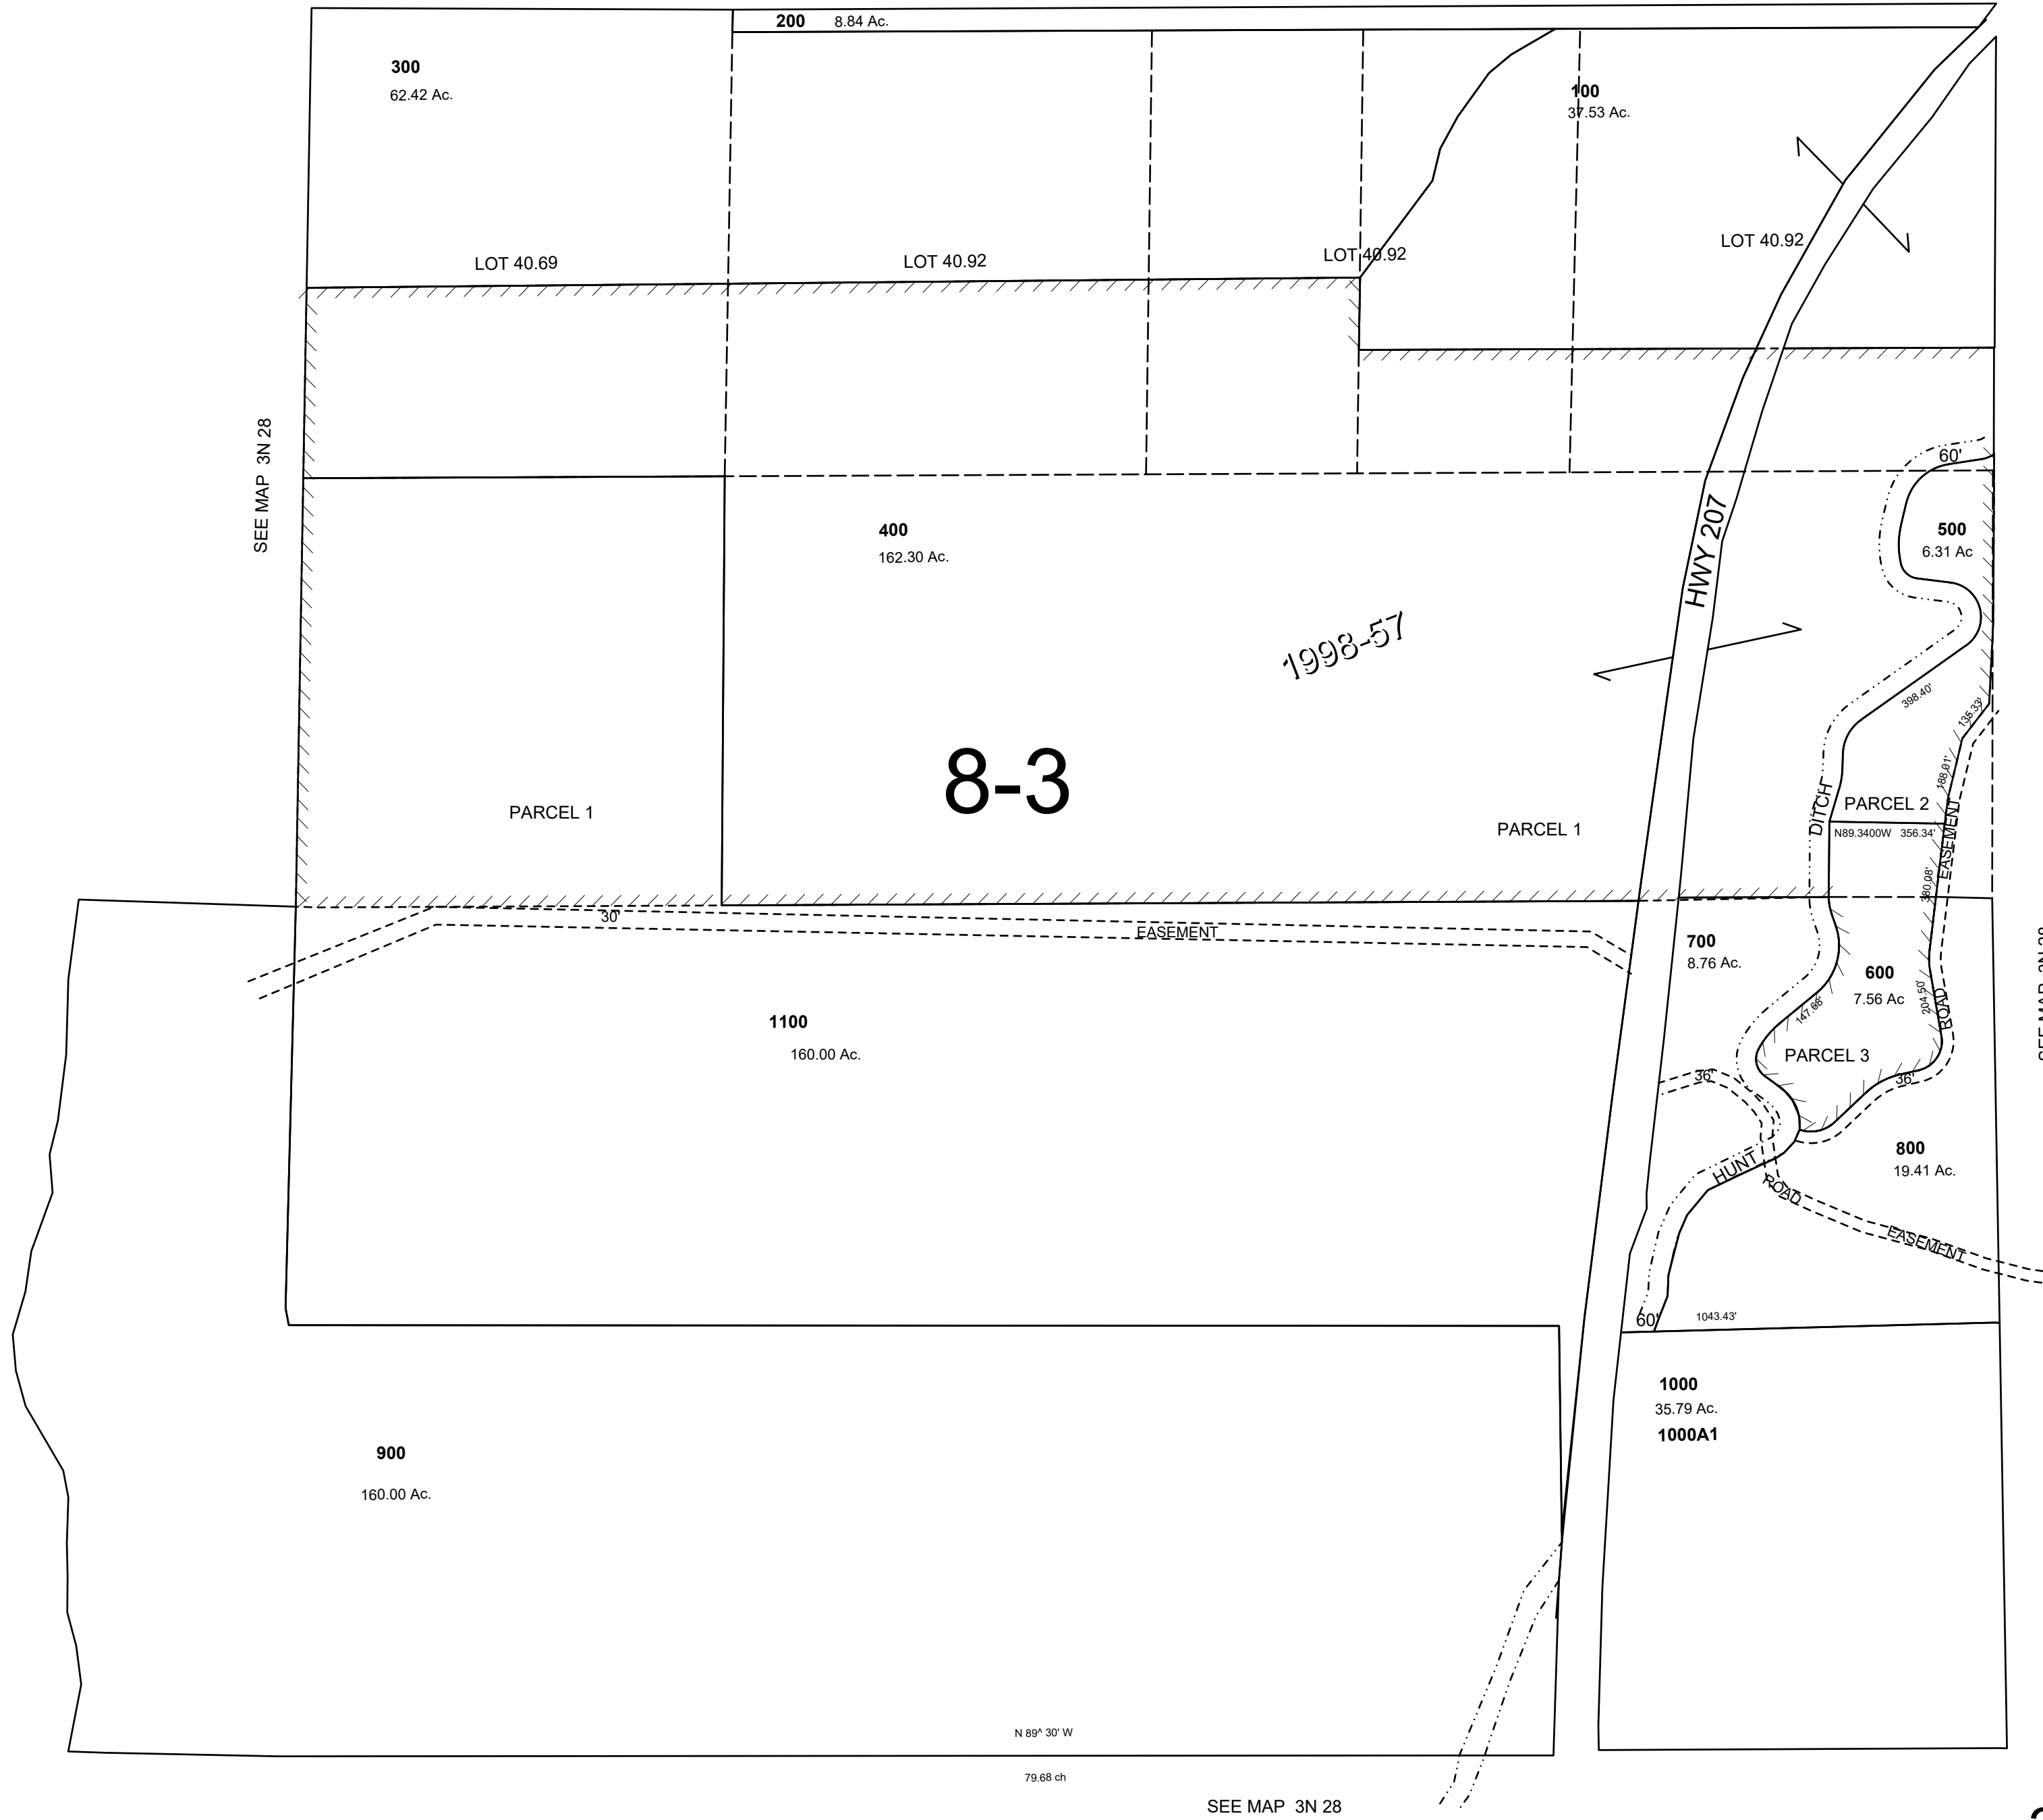 200 8.84 Ac.
300
62.42 Ac.
100
37.53 Ac.
LOT 40.69
LOT 40.92
LOT 40.92
LOT 40.92
SEE MAP 3N 28
60'
400
162.30 Ac.
HWY 207
500
6.31 Ac
1998-57
398.40'
135.33'
188.01'
8-3
PARCEL 1
PARCEL 1
DITCH
PARCEL 2
N89.3400W 356.34'
EASEMENT
380.08'
30'
EASEMENT
700
8.76 Ac.
600
7.56 Ac
204.50'
ROAD
147.68'
SEE MAP 3N 28
1100
160.00 Ac.
PARCEL 3
36'
36'
800
19.41 Ac.
HUNT
ROAD
EASEMENT
60'
1043.43'
1000
35.79 Ac.
1000A1
900
160.00 Ac.
N 89^ 30' W
79.68 ch
SEE MAP 3N 28